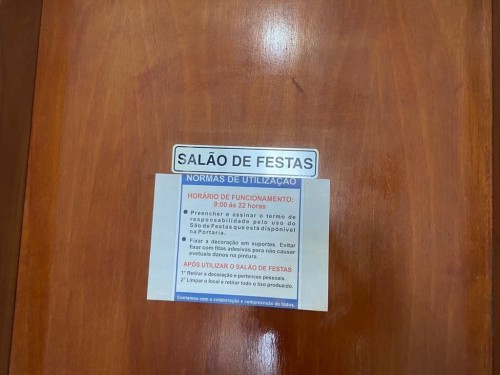 SALÃO DE FESTAS
NORMAS DE UTILIZAÇÃO
HORÁRIO DE FUNCIONAMENTO:
9:00 ás 22 horas
● Preencher e assinar o termo de
responsabilidade pelo uso do
São de Festas que está disponível
na Portaria.
● Fixar a decoração em suportes. Evitar
fixar com fitas adesivas para não causar
evetuais danos na pintura.
APÓS UTILIZAR O SALÃO DE FESTAS
1° Retirar a decoração e pertences pessoais.
2° Limpar o local e retirar todo o lixo produzido.
Contamos com a colaboração e compreensão de todos.